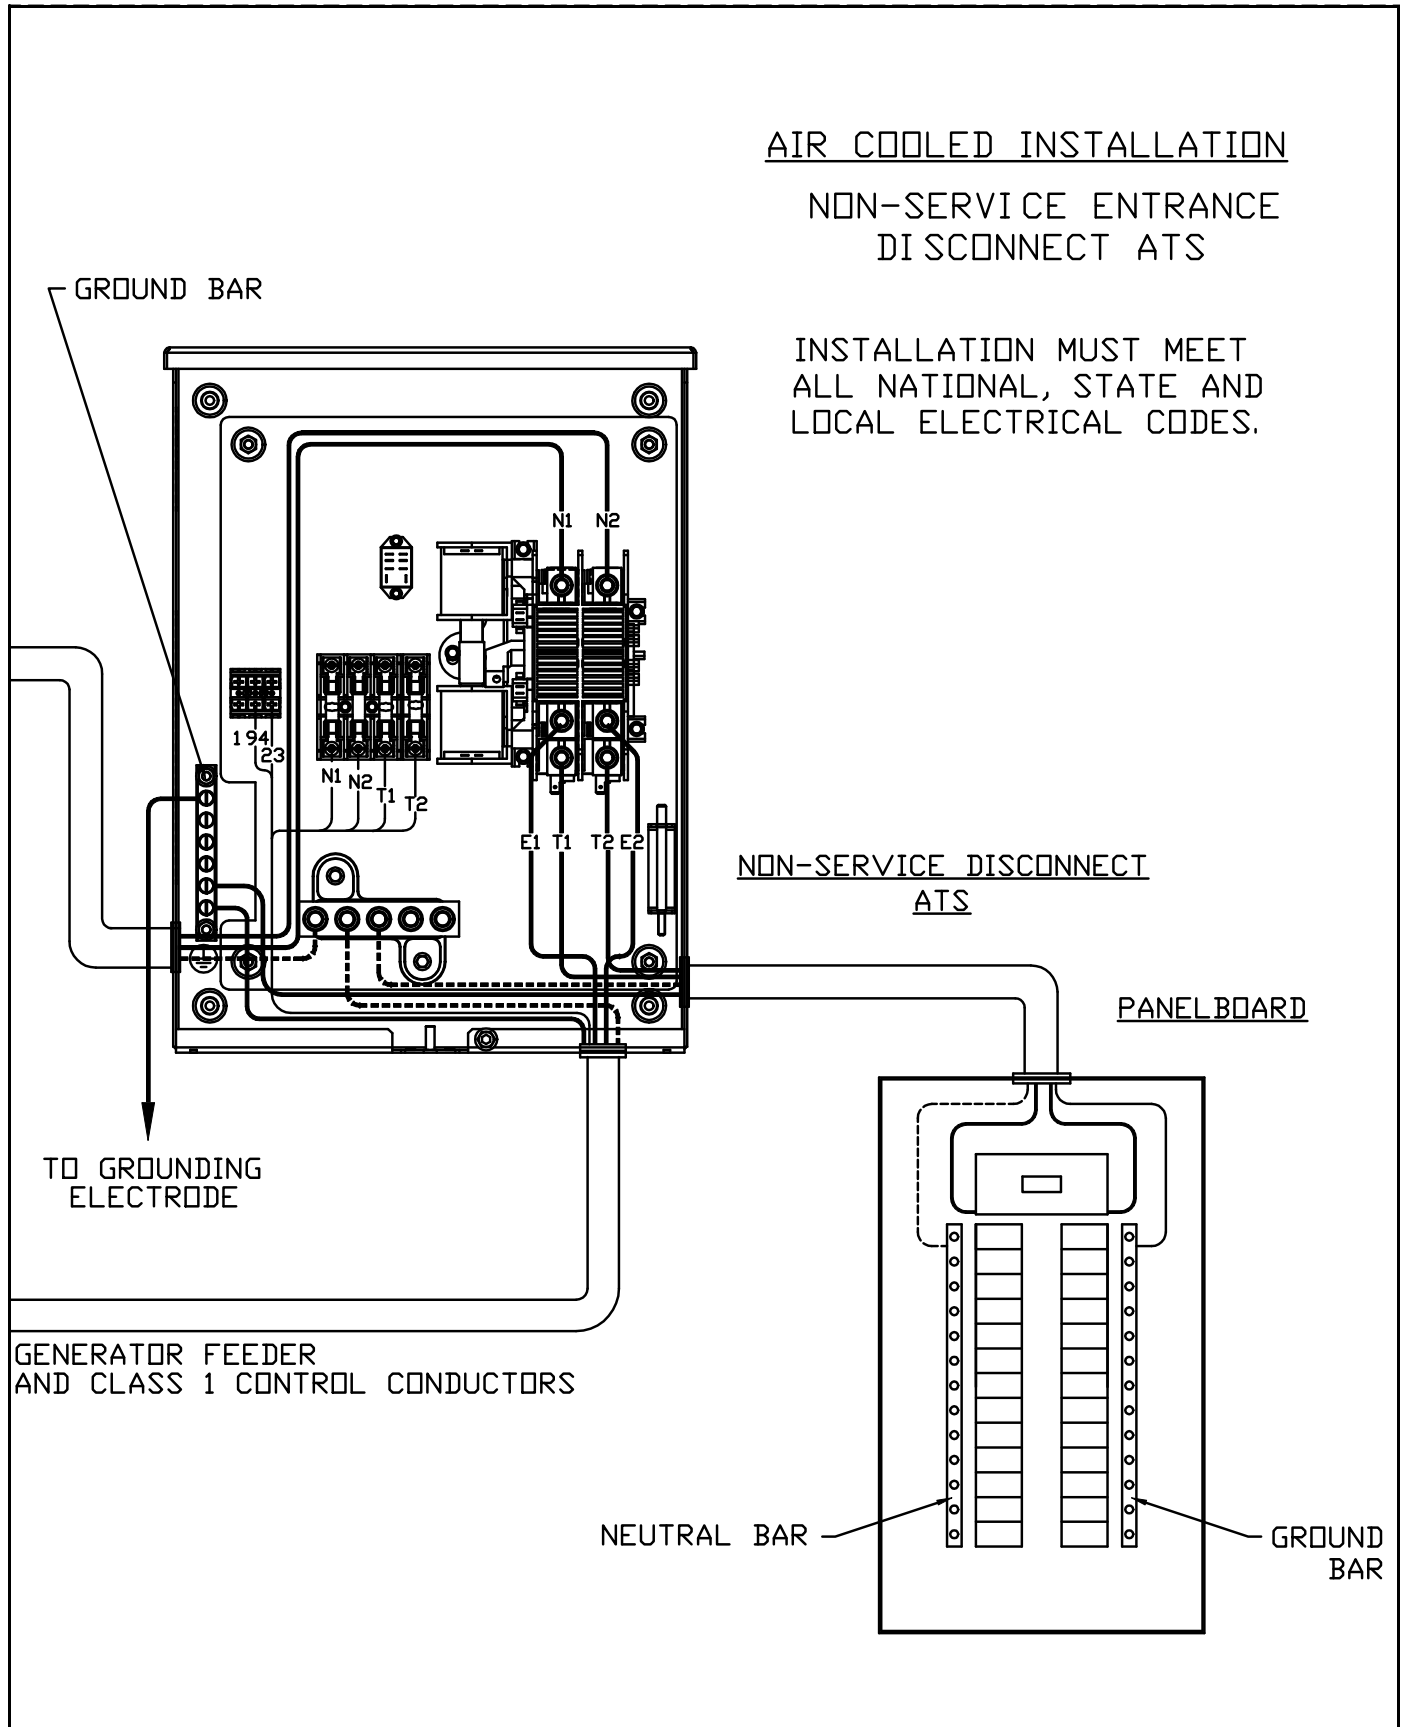 AIR COOLED INSTALLATION
NON-SERVICE ENTRANCE
DISCONNECT ATS
GROUND BAR
INSTALLATION MUST MEET
ALL NATIONAL, STATE AND
LOCAL ELECTRICAL CODES.
N1 N2
194
23
N1 N2 T1 T2
E1 T1 T2 E2
NON-SERVICE DISCONNECT
ATS
PANELBOARD
TO GROUNDING
ELECTRODE
GENERATOR FEEDER
AND CLASS 1 CONTROL CONDUCTORS
NEUTRAL BAR
GROUND
BAR